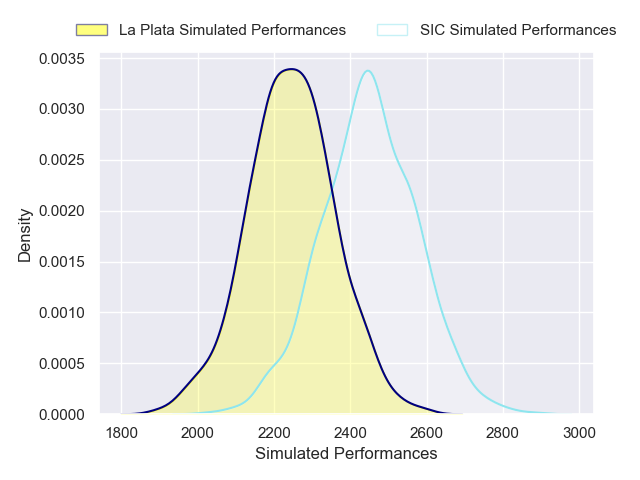 La Plata Simulated Performances
SIC Simulated Performances
0.0035
0.0030
0.0025
0.0020
0.0015
0.0010
0.0005
0.0000
Density
1800 2000 2200 2400 2600 2800 3000
Simulated Performances